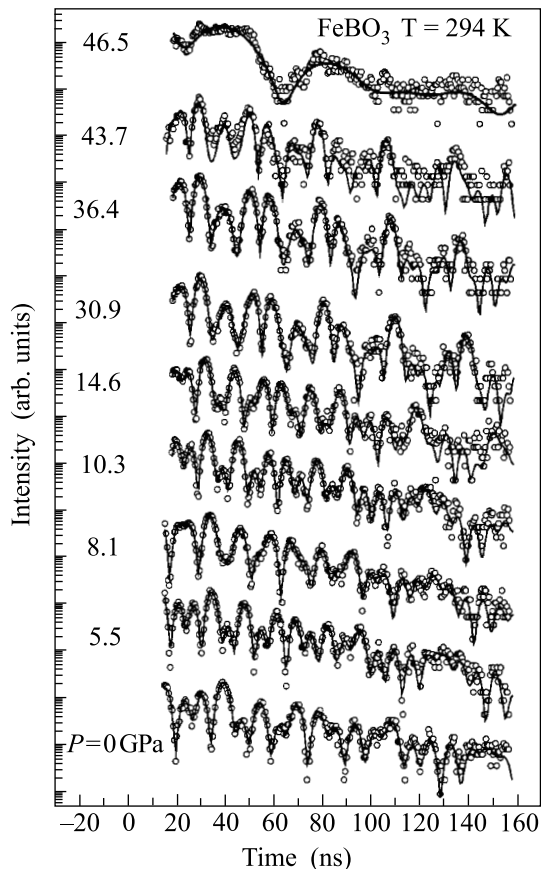 FeBO3 T = 294 K
46.5
43.7
36.4
30.9
14.6
10.3
8.1
5.5
P=0 GPa
Intensity (arb. units)
−20 0 20 40 60 80 100 120 140 160
Time (ns)